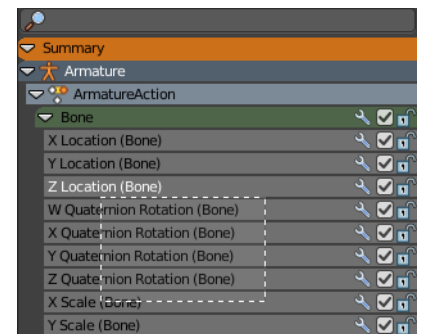 Summary
Armature
ArmatureAction
Bone
X Location (Bone)
Y Location (Bone)
Z Location (Bone)
W Quaternion Rotation (Bone)
X Quaternion Rotation (Bone)
Y Quaternion Rotation (Bone)
Z Quaternion Rotation (Bone)
X Scale (Bone)
Y Scale (Bone)